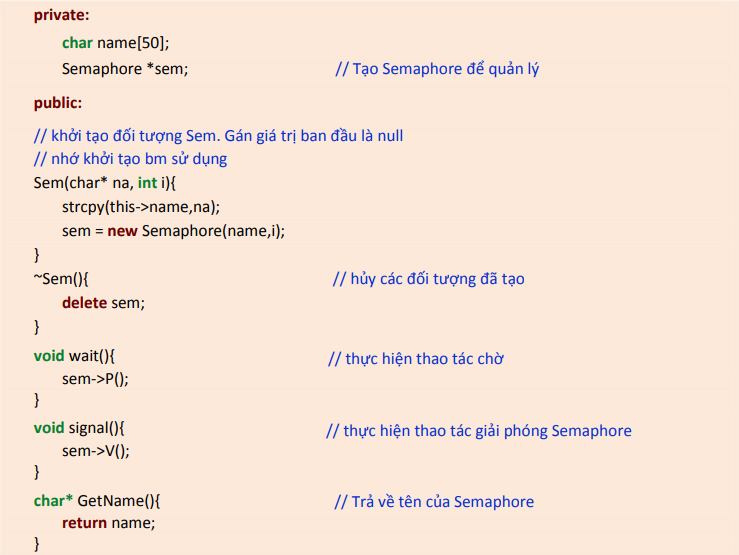 private:
char name[50];
Semaphore *sem; // Tạo Semaphore để quản lý
public:
// khởi tạo đối tượng Sem. Gán giá trị ban đầu là null
// nhớ khởi tạo bm sử dụng
Sem(char* na, int i){
strcpy(this->name,na);
sem = new Semaphore(name,i);
}
~Sem(){ // hủy các đối tượng đã tạo
delete sem;
}
void wait(){ // thực hiện thao tác chờ
sem->P();
}
void signal(){ // thực hiện thao tác giải phóng Semaphore
sem->V();
}
char* GetName(){ // Trả về tên của Semaphore
return name;
}